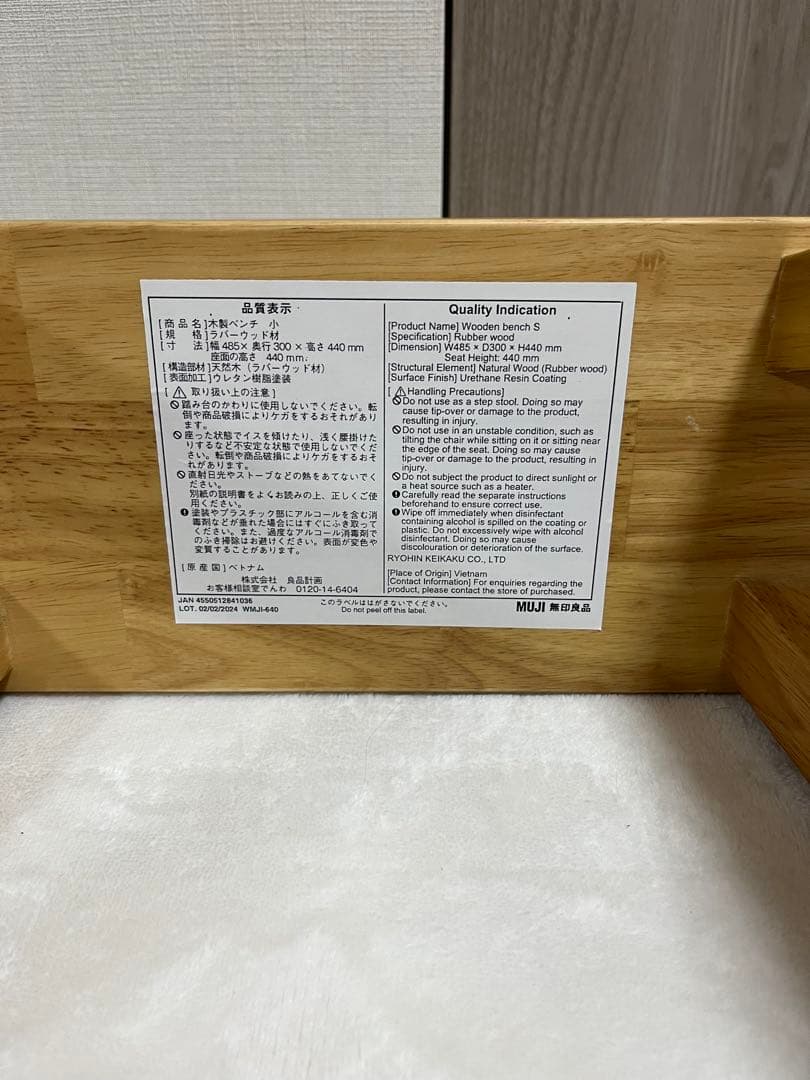 品質表示
[商品名]木製ベンチ 小
[規格]ラバーウッド材
[寸法]幅485×奥行300×高さ440mm
座面の高さ 440mm
[構造部材]天然木（ラバーウッド材）
[表面加工]ウレタン樹脂塗装
[⚠取り扱い上の注意]
踏み台のかわりに使用しないでください。転
倒や商品破損によりケガをするおそれがあり
ます。
座った状態でイスを傾けたり、浅く腰掛けた
りするなど不安定な状態で使用しないでくだ
さい。転倒や商品破損によりケガをするおそ
れがあります。
直射日光やストーブなどの熱をあてないでく
ださい。
別紙の説明書をよくお読みの上、正しくご使
用ください。
塗装やプラスチック部にアルコールを含む消
毒剤などが垂れた場合にはすぐにふき取って
ください。また、過度なアルコール消毒剤で
のふき掃除はお避けください。表面が変色や
変質することがあります。
[原産国]ベトナム
株式会社 良品計画
お客様相談室でんわ 0120-14-6404
JAN 4550512841036
LOT. 02/02/2024 WMJI-640
Quality Indication
[Product Name] Wooden bench S
[Specification] Rubber wood
[Dimension] W485 × D300 × H440 mm
Seat Height: 440 mm
[Structural Element] Natural Wood (Rubber wood)
[Surface Finish] Urethane Resin Coating
[⚠Handling Precautions]
Do not use as a step stool. Doing so may
cause tip-over or damage to the product,
resulting in injury.
Do not use in an unstable condition, such as
tilting the chair while sitting on it or sitting near
the edge of the seat. Doing so may cause
tip-over or damage to the product, resulting in
injury.
Do not subject the product to direct sunlight or
a heat source such as a heater.
Carefully read the separate instructions
beforehand to ensure correct use.
Wipe off immediately when disinfectant
containing alcohol is spilled on the coating or
plastic. Do not excessively wipe with alcohol
disinfectant. Doing so may cause
discolouration or deterioration of the surface.
RYOHIN KEIKAKU CO., LTD
[Place of Origin] Vietnam
[Contact Information] For enquiries regarding the
product, please contact the store of purchased.
このラベルははがさないでください。
Do not peel off this label.
MUJI 無印良品